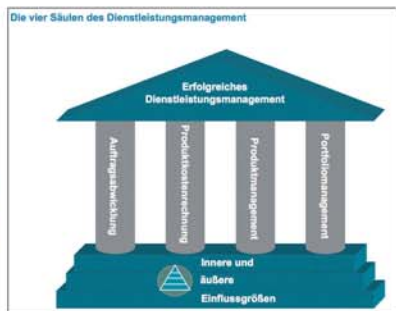 Die vier Säulen des Dienstleistungsmanagement
Erfolgreiches
Dienstleistungsmanagement
Auftragsabwicklung
Produktkostenrechnung
Produktmanagement
Portfoliomanagement
Innere und
äußere
Einflussgrößen